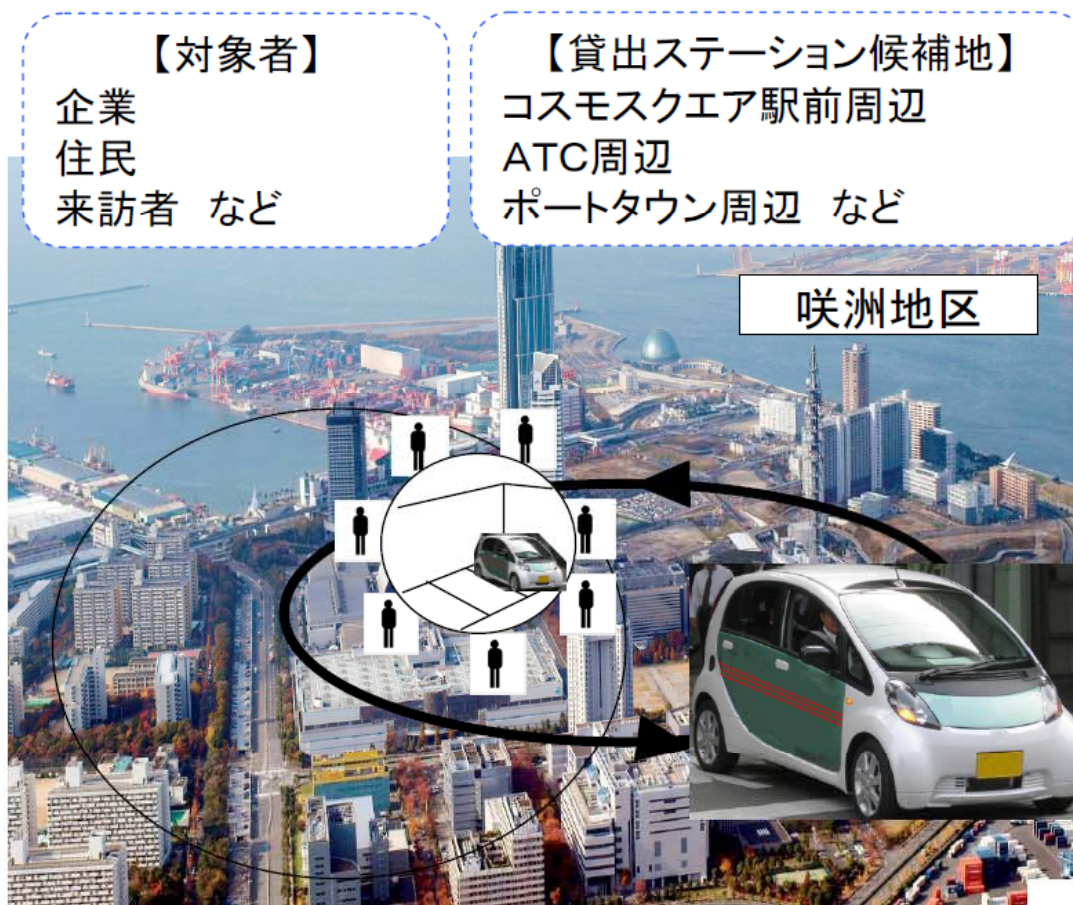 【対象者】
企業
住民
来訪者　など
【貸出ステーション候補地】
コスモスクエア駅前周辺
ＡＴＣ周辺
ポートタウン周辺　など
咲洲地区